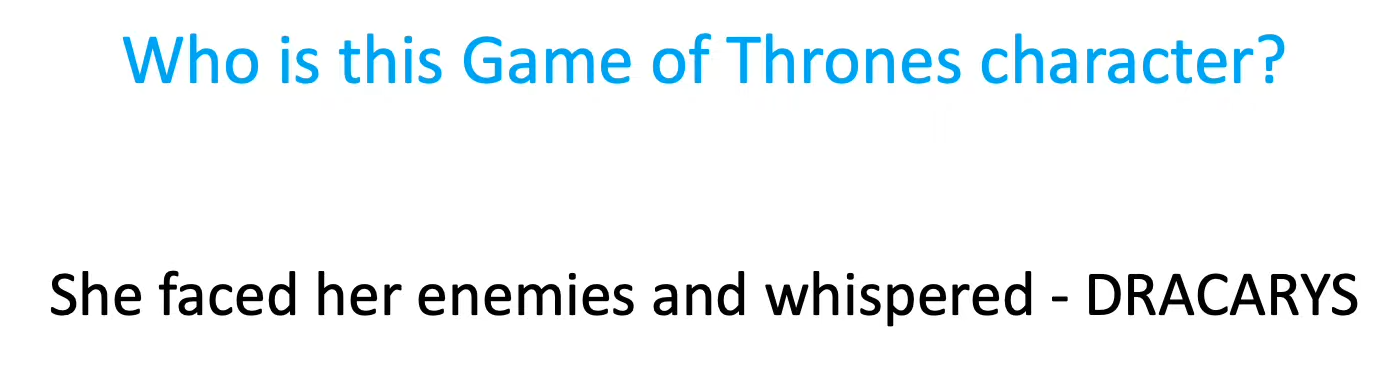 Who is this Game of Thrones character?
She faced her enemies and whispered - DRACARYS